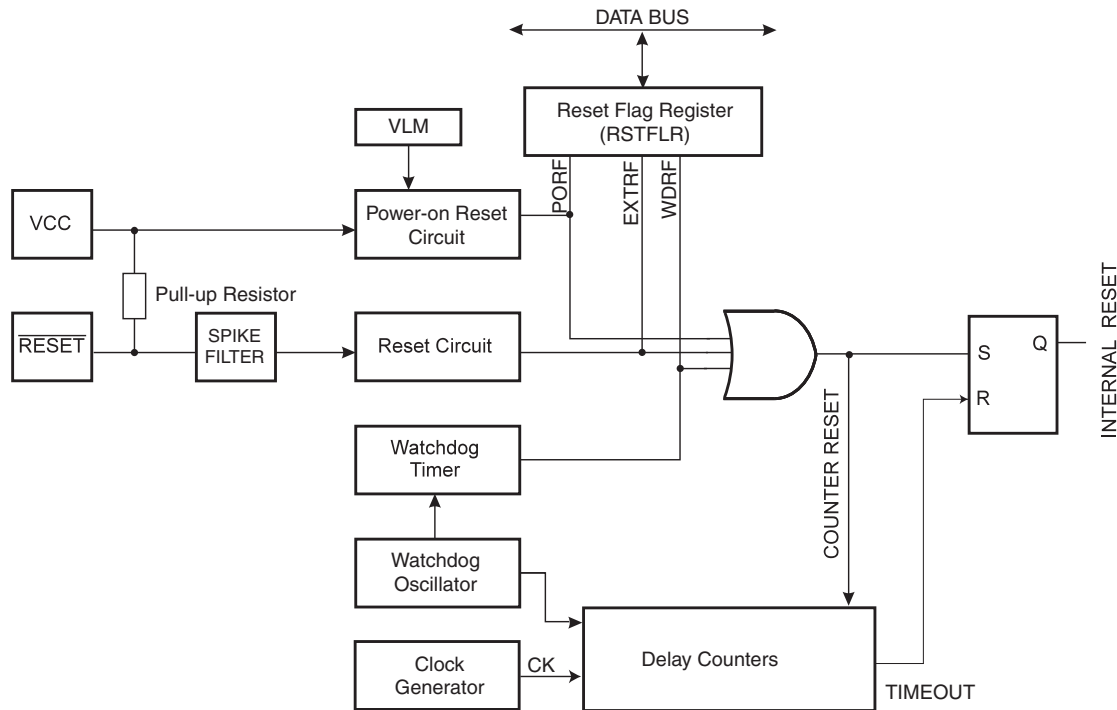 DATA BUS
Reset Flag Register
(RSTFLR)
VLM
PORF
EXTRF
WDRF
VCC
Power-on Reset
Circuit
Pull-up Resistor
RESET
SPIKE
FILTER
Reset Circuit
S
Q
R
INTERNAL RESET
COUNTER RESET
Watchdog
Timer
Watchdog
Oscillator
Clock
Generator
CK
Delay Counters
TIMEOUT